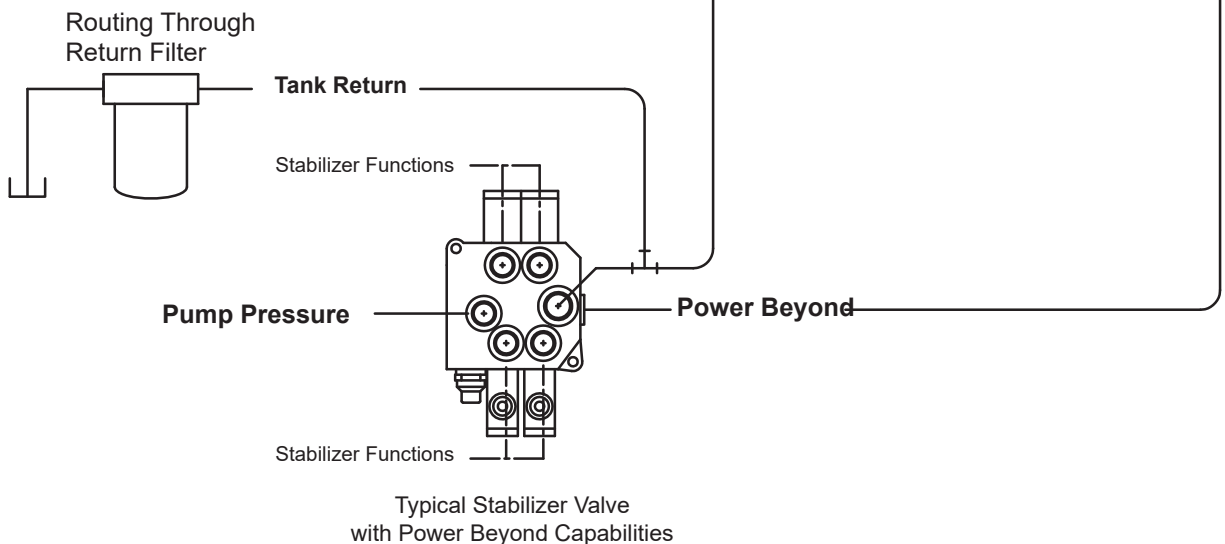 Routing Through
Return Filter
Tank Return
Stabilizer Functions
Pump Pressure
Power Beyond
Stabilizer Functions
Typical Stabilizer Valve
with Power Beyond Capabilities